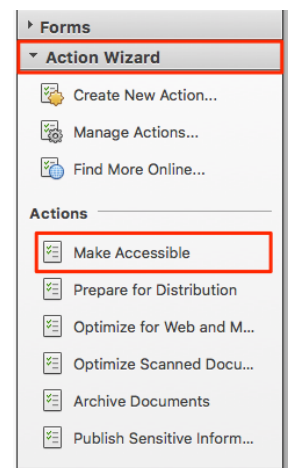 Forms
Action Wizard
Create New Action...
Manage Actions...
Find More Online...
Actions
Make Accessible
Prepare for Distribution
Optimize for Web and M...
Optimize Scanned Docu...
Archive Documents
Publish Sensitive Inform...